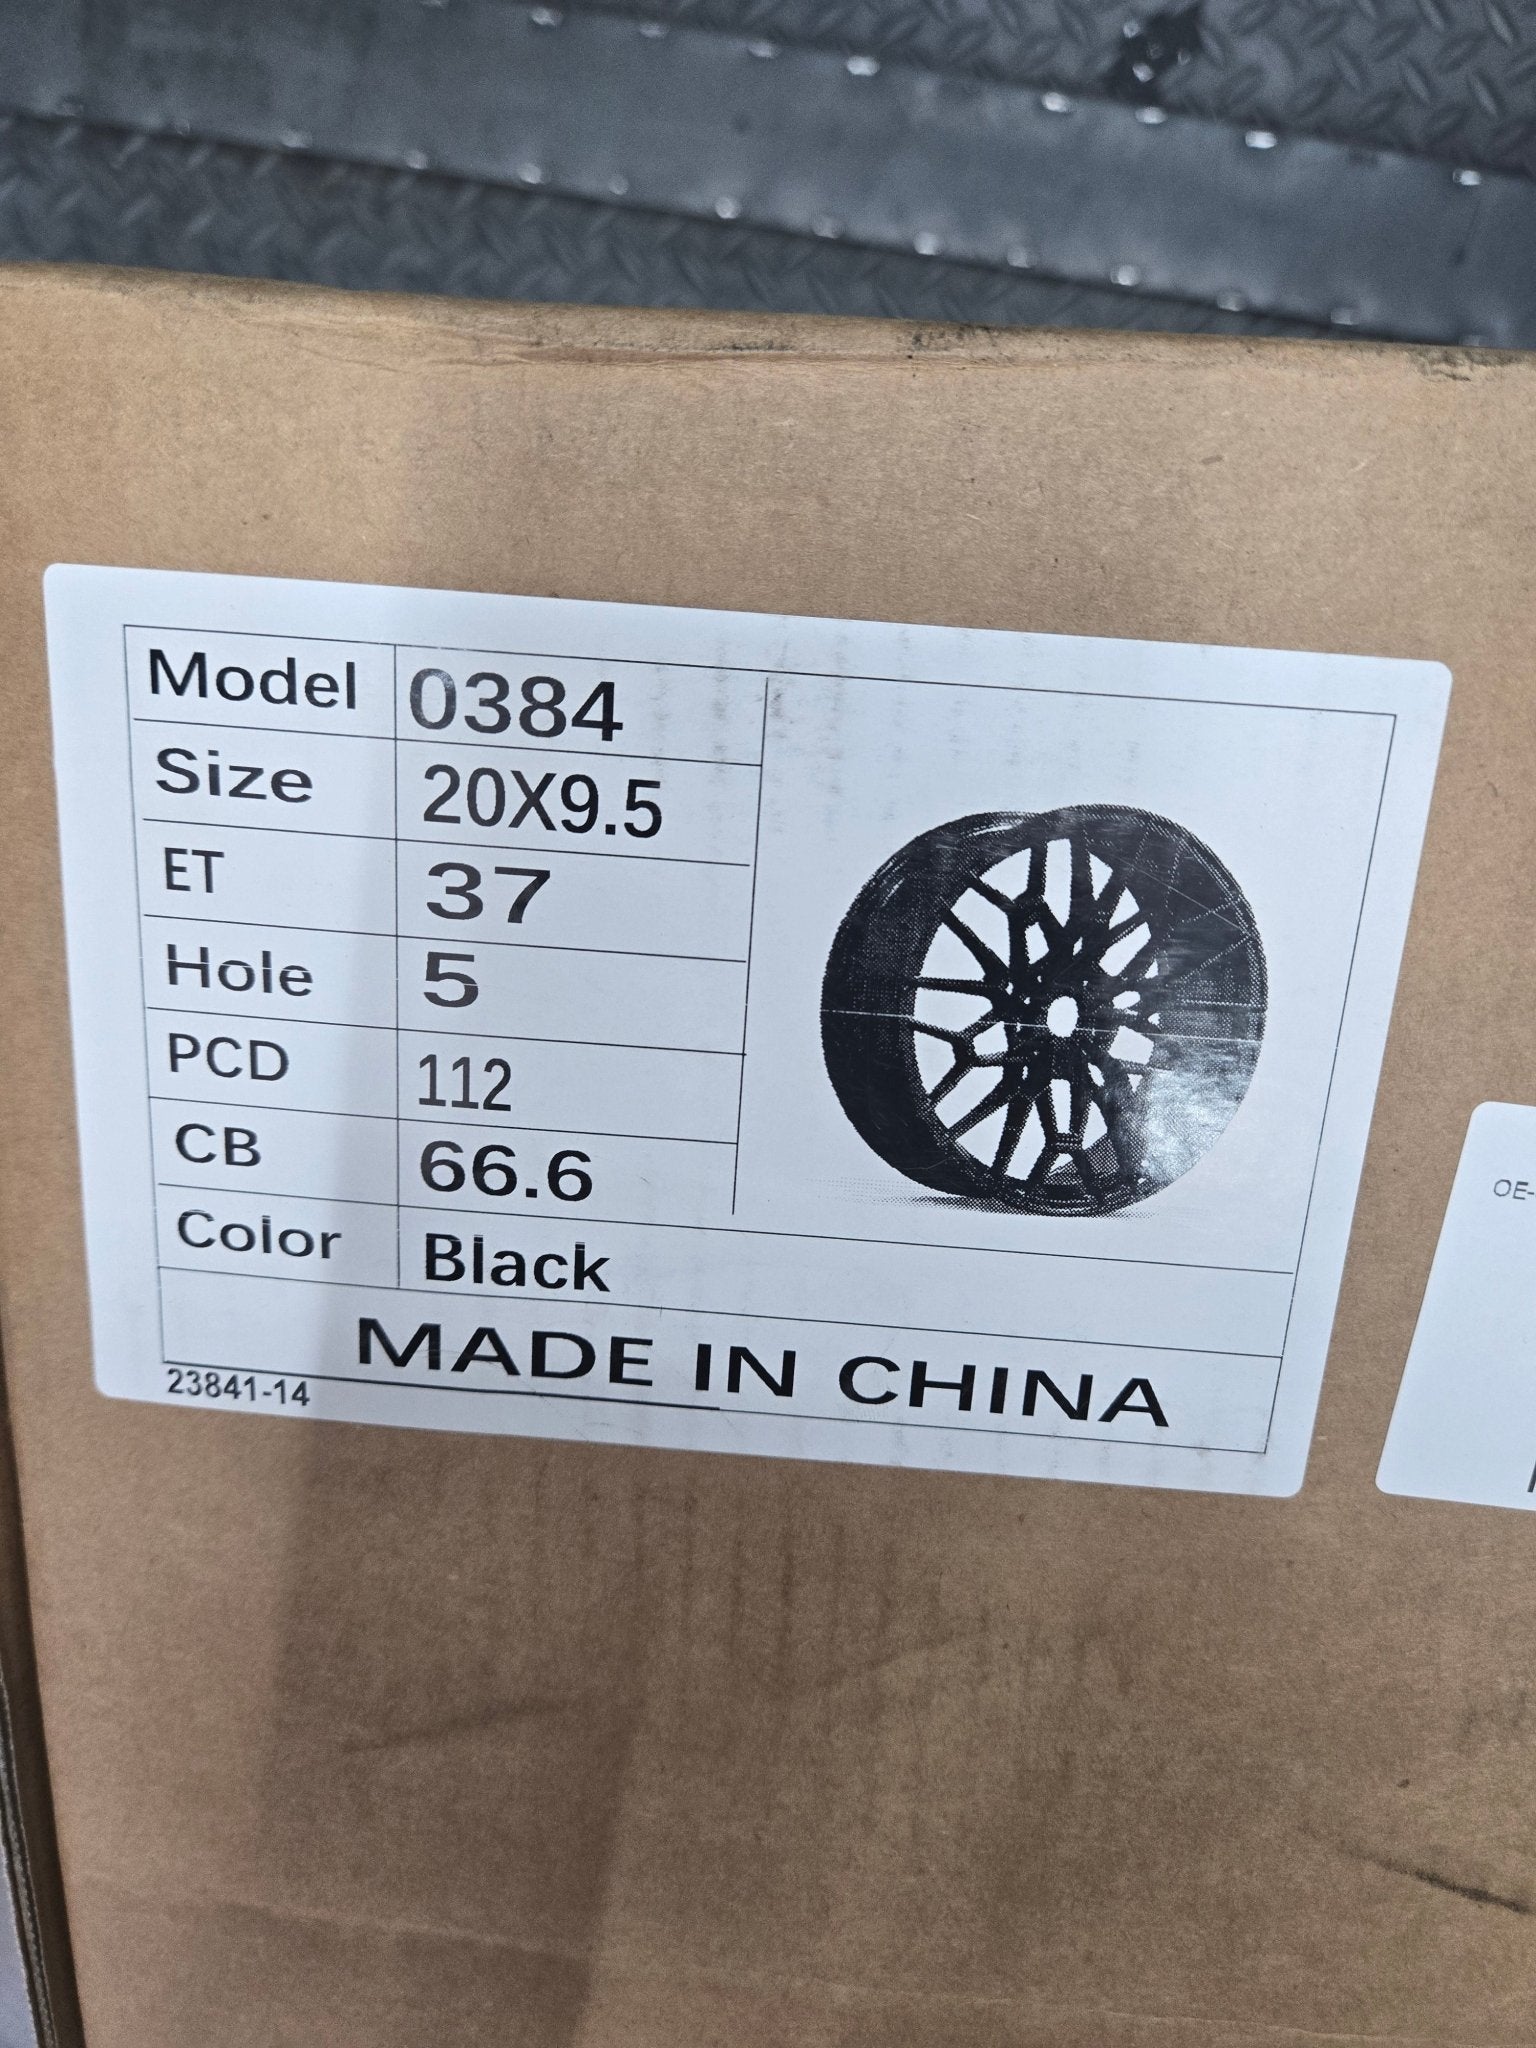 Model 0384
Size 20X9.5
ET 37
Hole 5
PCD 112
CB 66.6
Color Black
MADE IN CHINA
23841-14
OE-